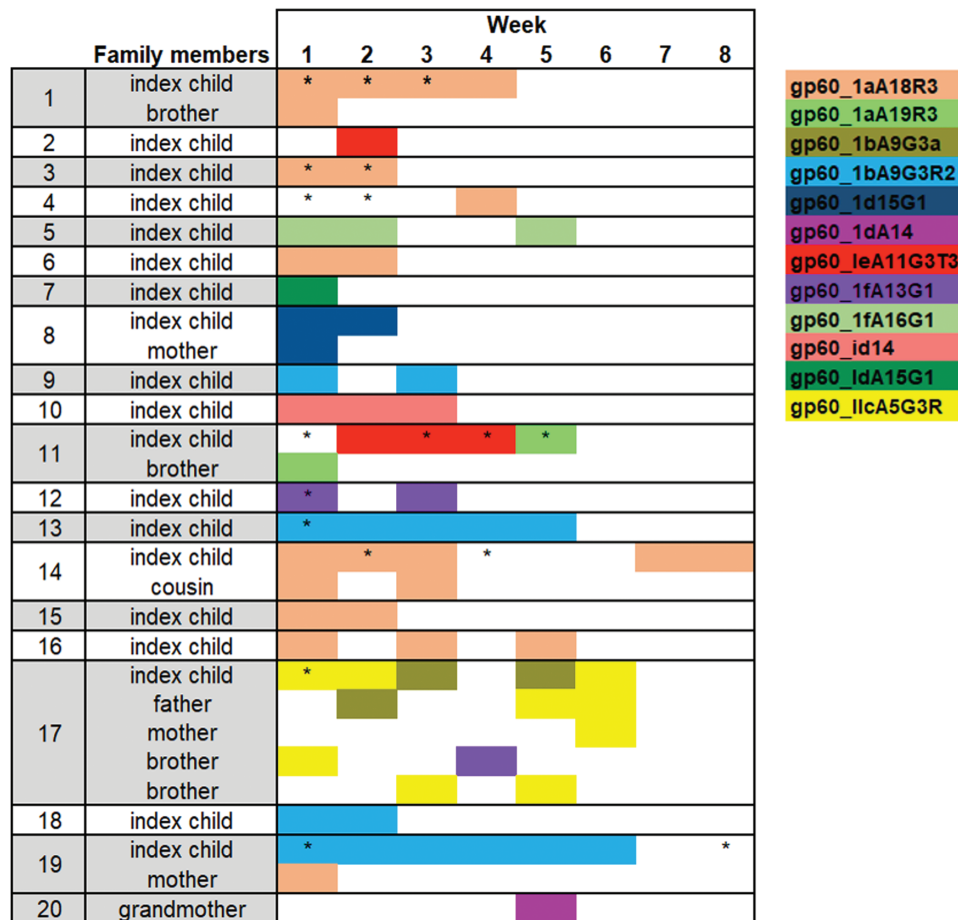 Week
Family members 1 2 3 4 5 6 7 8
1 index child * * *
brother
2 index child
3 index child * *
4 index child * *
5 index child
6 index child
7 index child
8 index child
mother
9 index child
10 index child
11 index child * * * *
brother
12 index child *
13 index child *
14 index child * *
cousin
15 index child
16 index child
17 index child *
father
mother
brother
brother
18 index child
19 index child * *
mother
20 grandmother
gp60_1aA18R3
gp60_1aA19R3
gp60_1bA9G3a
gp60_1bA9G3R2
gp60_1d15G1
gp60_1dA14
gp60_IeA11G3T3
gp60_1fA13G1
gp60_1fA16G1
gp60_id14
gp60_IdA15G1
gp60_IIcA5G3R